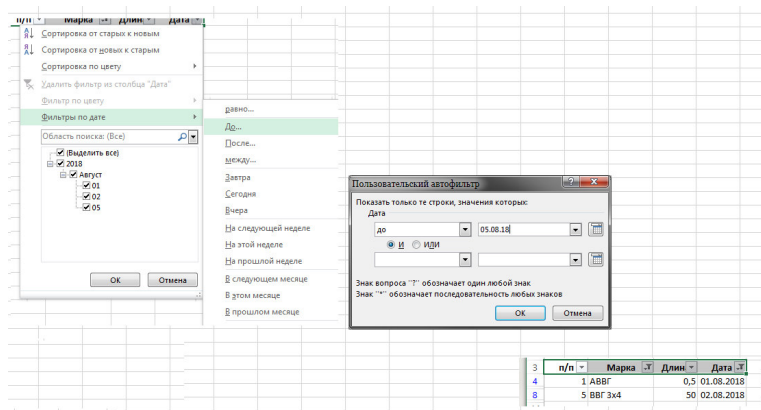 п/п Марка Длин Дата
Сортировка от старых к новым
Сортировка от новых к старым
Сортировка по цвету
Удалить фильтр из столбца "Дата"
Фильтр по цвету
Фильтры по дате
Область поиска: (Все)
(Выделить все)
2018
Август
01
02
05
ОК Отмена
равно...
До...
После...
между...
Завтра
Сегодня
Вчера
На следующей неделе
На этой неделе
На прошлой неделе
В следующем месяце
В этом месяце
В прошлом месяце
Пользовательский автофильтр
Показать только те строки, значения которых:
Дата
до 05.08.18
И ИЛИ
Знак вопроса "?" обозначает один любой знак
Знак "*" обозначает последовательность любых знаков
ОК Отмена
3 п/п Марка Длин Дата
4 1 АВВГ 0,5 01.08.2018
8 5 ВВГ 3х4 50 02.08.2018